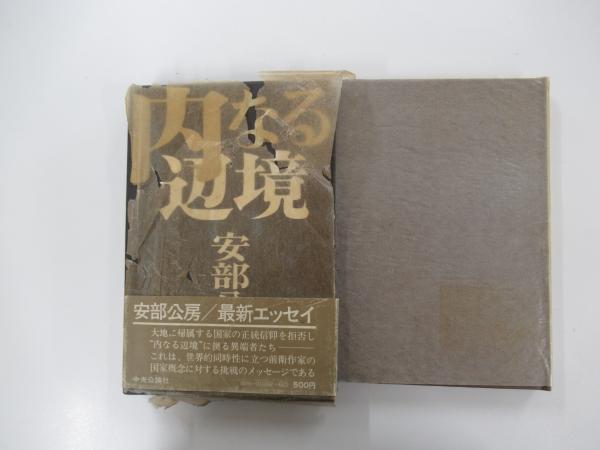 内なる
辺境
安部
安部公房/最新エッセイ
大地に帰属する国家の正統信仰を拒否し
“内なる辺境”に拠る異端者たち———
これは、世界的同時性に立つ前衛作家の
国家概念に対する挑戦のメッセージである
中央公論社
500円